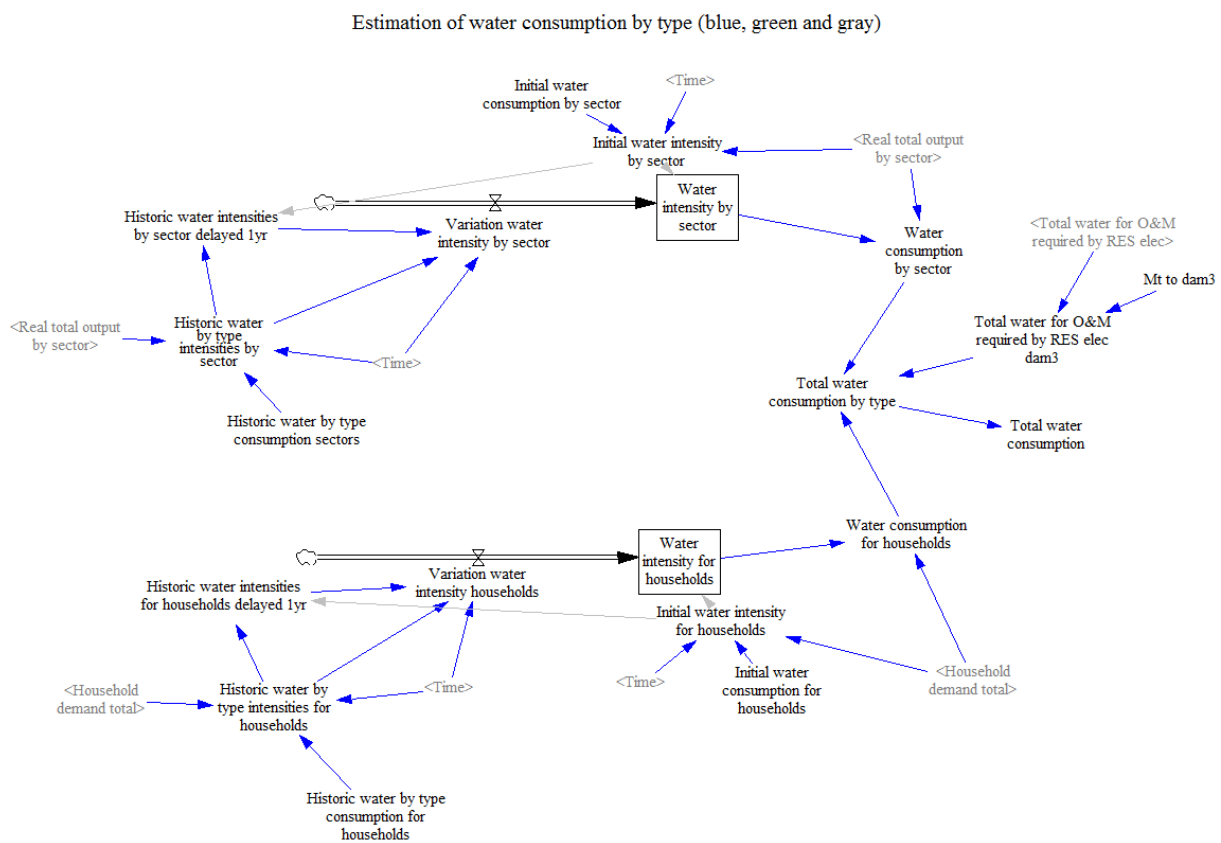 Estimation of water consumption by type (blue, green and gray)
Initial water
consumption by sector
<Time>
Initial water intensity
by sector
<Real total output
by sector>
Water
intensity by
sector
Historic water intensities
by sector delayed 1yr
Variation water
intensity by sector
Water
consumption
by sector
<Total water for O&M
required by RES elec>
Mt to dam3
<Real total output
by sector>
Historic water
by type
intensities by
sector
<Time>
Total water for O&M
required by RES elec
dam3
Total water
consumption by type
Historic water by type
consumption sectors
Total water
consumption
Water consumption
for households
Water
intensity for
households
Historic water intensities
for households delayed 1yr
Variation water
intensity households
Initial water intensity
for households
<Household
demand total>
Historic water by
type intensities for
households
<Time>
<Time>
Initial water
consumption for
households
<Household
demand total>
Historic water by type
consumption for
households